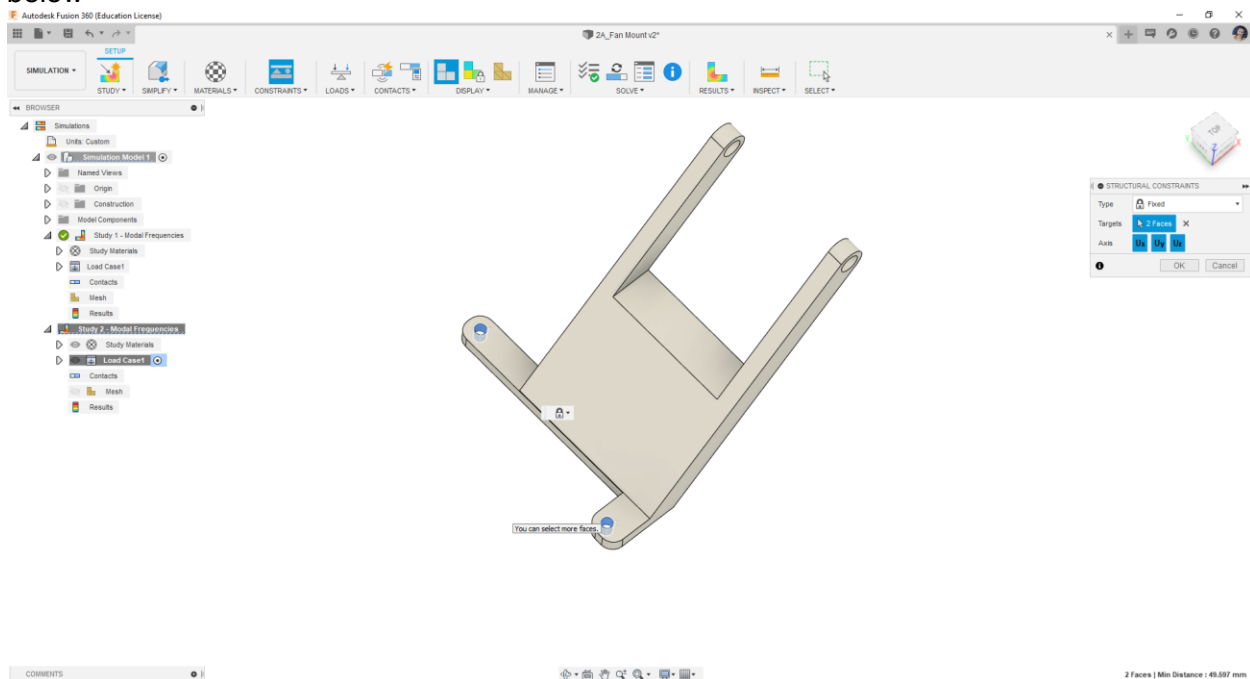 below
Autodesk Fusion 360 (Education License)
2A_Fan Mount v2*
SETUP
SIMULATION
STUDY
SIMPLIFY
MATERIALS
CONSTRAINTS
LOADS
CONTACTS
DISPLAY
MANAGE
SOLVE
RESULTS
INSPECT
SELECT
BROWSER
Simulations
Units: Custom
Simulation Model 1
Named Views
Origin
Construction
Model Components
Study 1 - Modal Frequencies
Study Materials
Load Case1
Contacts
Mesh
Results
Study 2 - Modal Frequencies
Study Materials
Load Case1
Contacts
Mesh
Results
TOP
Y
Z
X
STRUCTURAL CONSTRAINTS
Type Fixed
Targets 2 Faces
Axis Ux Uy Uz
OK Cancel
You can select more faces.
COMMENTS
2 Faces | Min Distance : 49.597 mm